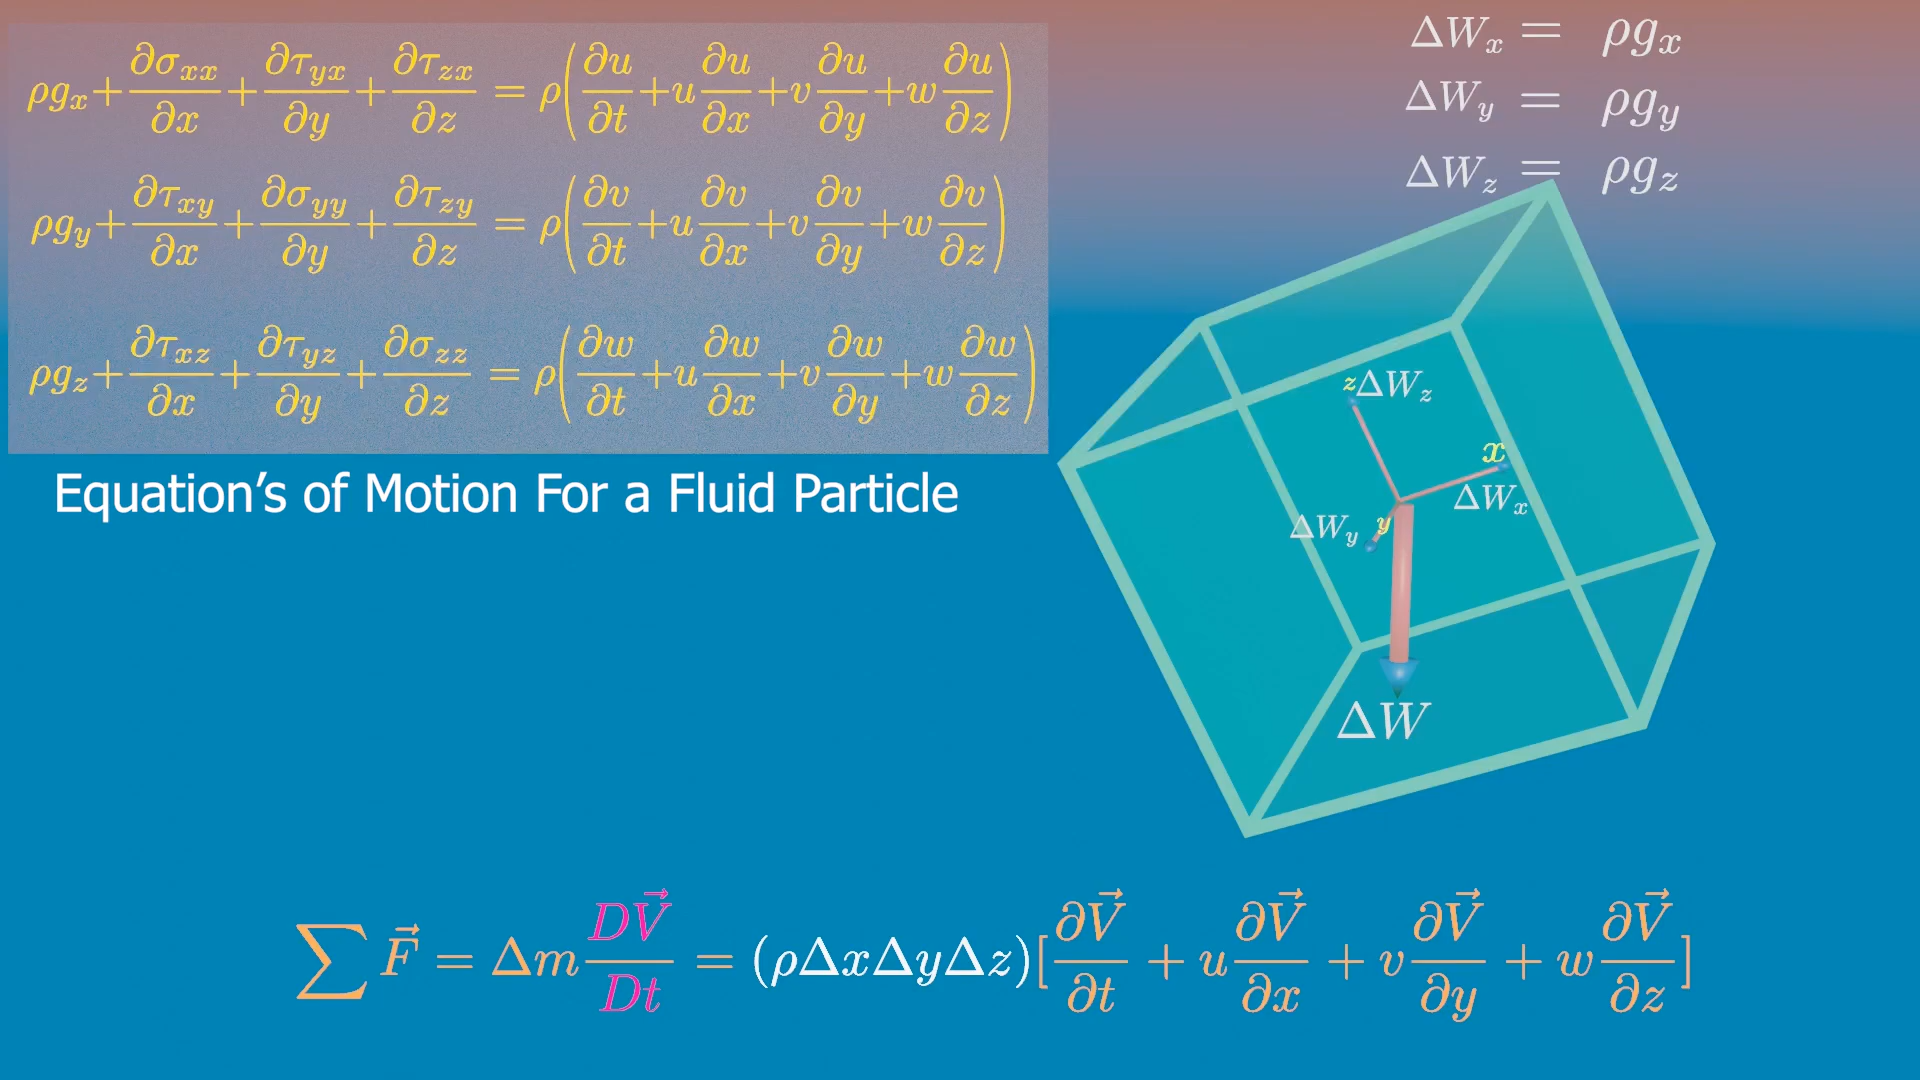 ρg_x + ∂σ_xx/∂x + ∂τ_yx/∂y + ∂τ_zx/∂z = ρ(∂u/∂t + u ∂u/∂x + v ∂u/∂y + w ∂u/∂z)
ρg_y + ∂τ_xy/∂x + ∂σ_yy/∂y + ∂τ_zy/∂z = ρ(∂v/∂t + u ∂v/∂x + v ∂v/∂y + w ∂v/∂z)
ρg_z + ∂τ_xz/∂x + ∂τ_yz/∂y + ∂σ_zz/∂z = ρ(∂w/∂t + u ∂w/∂x + v ∂w/∂y + w ∂w/∂z)
Equation’s of Motion For a Fluid Particle
ΔW_x = ρg_x
ΔW_y = ρg_y
ΔW_z = ρg_z
z ΔW_z
x
ΔW_x
ΔW_y y
ΔW
∑ F⃗ = Δm DV⃗/Dt = (ρΔxΔyΔz)[∂V⃗/∂t + u ∂V⃗/∂x + v ∂V⃗/∂y + w ∂V⃗/∂z]